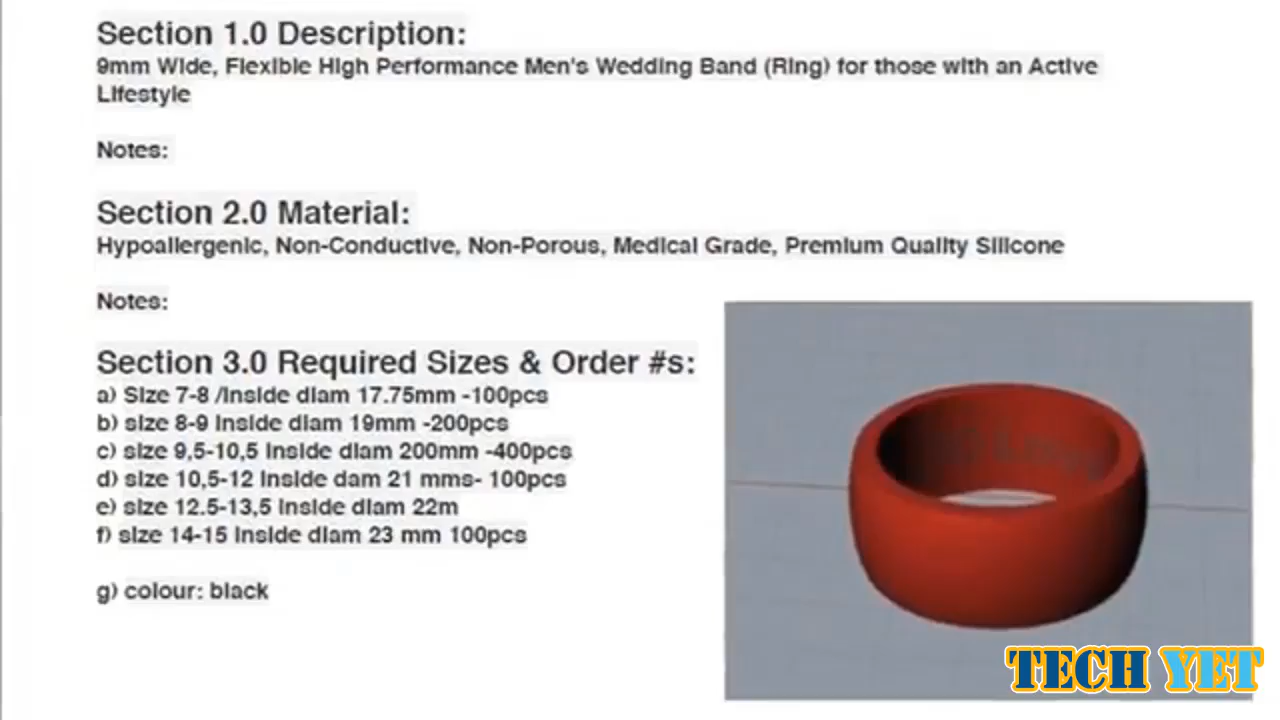 Section 1.0 Description:
9mm Wide, Flexible High Performance Men's Wedding Band (Ring) for those with an Active
Lifestyle
Notes:
Section 2.0 Material:
Hypoallergenic, Non-Conductive, Non-Porous, Medical Grade, Premium Quality Silicone
Notes:
Section 3.0 Required Sizes & Order #s:
a) Size 7-8 /inside diam 17.75mm -100pcs
b) size 8-9 inside diam 19mm -200pcs
c) size 9,5-10,5 inside diam 200mm -400pcs
d) size 10,5-12 inside dam 21 mms- 100pcs
e) size 12.5-13,5 inside diam 22m
f) size 14-15 inside diam 23 mm 100pcs
g) colour: black
TECH YET